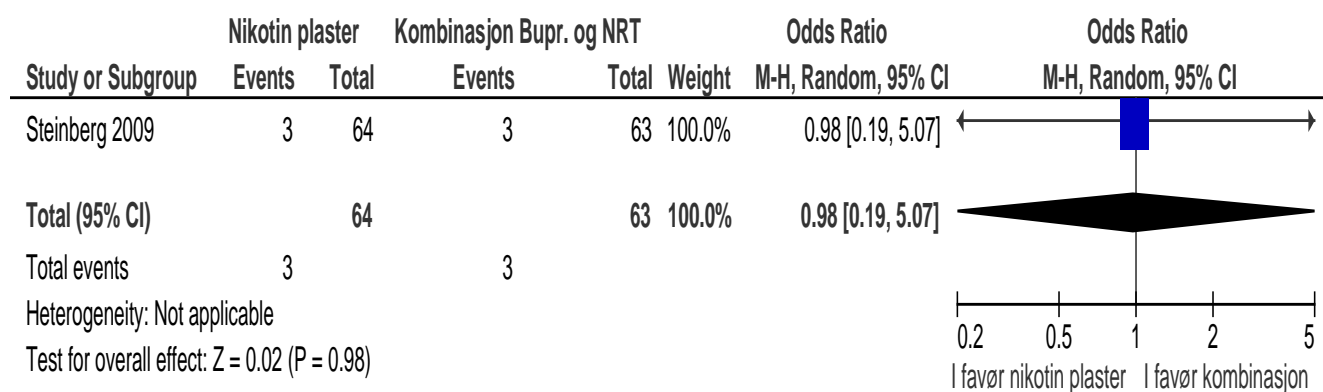 Nikotin plaster Kombinasjon Bupr. og NRT Odds Ratio Odds Ratio
Study or Subgroup Events Total Events Total Weight M-H, Random, 95% CI M-H, Random, 95% CI
Steinberg 2009 3 64 3 63 100.0% 0.98 [0.19, 5.07]
Total (95% CI) 64 63 100.0% 0.98 [0.19, 5.07]
Total events 3 3
Heterogeneity: Not applicable
Test for overall effect: Z = 0.02 (P = 0.98)
0.2 0.5 1 2 5
I favør nikotin plaster I favør kombinasjon